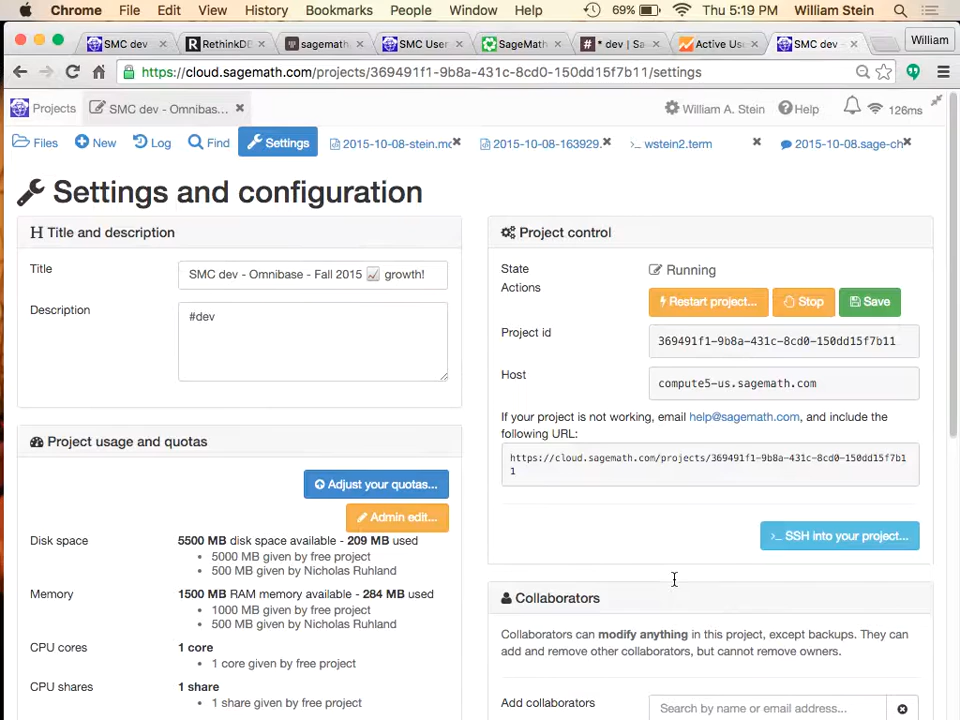 Chrome File Edit View History Bookmarks People Window Help 69% Thu 5:19 PM William Stein
SMC dev RethinkDB sagemath SMC User SageMath * dev | Sa Active Us SMC dev William
https://cloud.sagemath.com/projects/369491f1-9b8a-431c-8cd0-150dd15f7b11/settings
Projects SMC dev - Omnibas... William A. Stein Help 126ms
Files New Log Find Settings 2015-10-08-stein.mc 2015-10-08-163929. wstein2.term 2015-10-08.sage-ch
Settings and configuration
H Title and description
Title SMC dev - Omnibase - Fall 2015 📈 growth!
Description #dev
Project usage and quotas
Adjust your quotas...
Admin edit...
Disk space 5500 MB disk space available - 209 MB used
• 5000 MB given by free project
• 500 MB given by Nicholas Ruhland
Memory 1500 MB RAM memory available - 284 MB used
• 1000 MB given by free project
• 500 MB given by Nicholas Ruhland
CPU cores 1 core
• 1 core given by free project
CPU shares 1 share
• 1 share given by free project
Project control
State Running
Actions Restart project... Stop Save
Project id 369491f1-9b8a-431c-8cd0-150dd15f7b11
Host compute5-us.sagemath.com
If your project is not working, email help@sagemath.com, and include the
following URL:
https://cloud.sagemath.com/projects/369491f1-9b8a-431c-8cd0-150dd15f7b1
1
>_ SSH into your project...
Collaborators
Collaborators can modify anything in this project, except backups. They can
add and remove other collaborators, but cannot remove owners.
Add collaborators Search by name or email address...